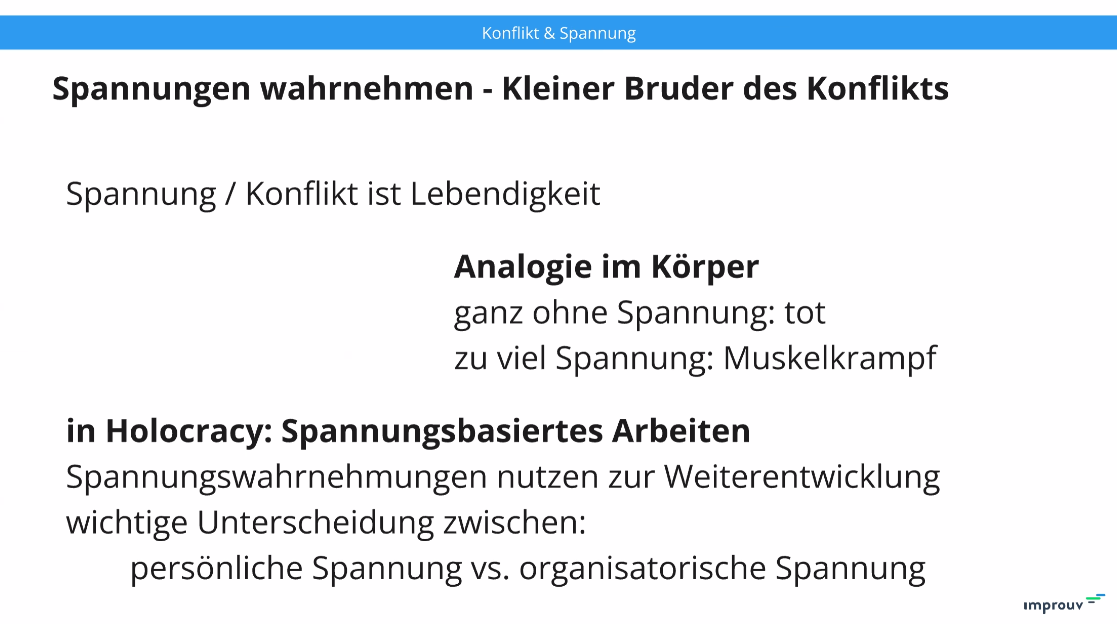 Konflikt & Spannung
Spannungen wahrnehmen - Kleiner Bruder des Konflikts
Spannung / Konflikt ist Lebendigkeit
Analogie im Körper
ganz ohne Spannung: tot
zu viel Spannung: Muskelkrampf
in Holocracy: Spannungsbasiertes Arbeiten
Spannungswahrnehmungen nutzen zur Weiterentwicklung
wichtige Unterscheidung zwischen:
persönliche Spannung vs. organisatorische Spannung
improuv